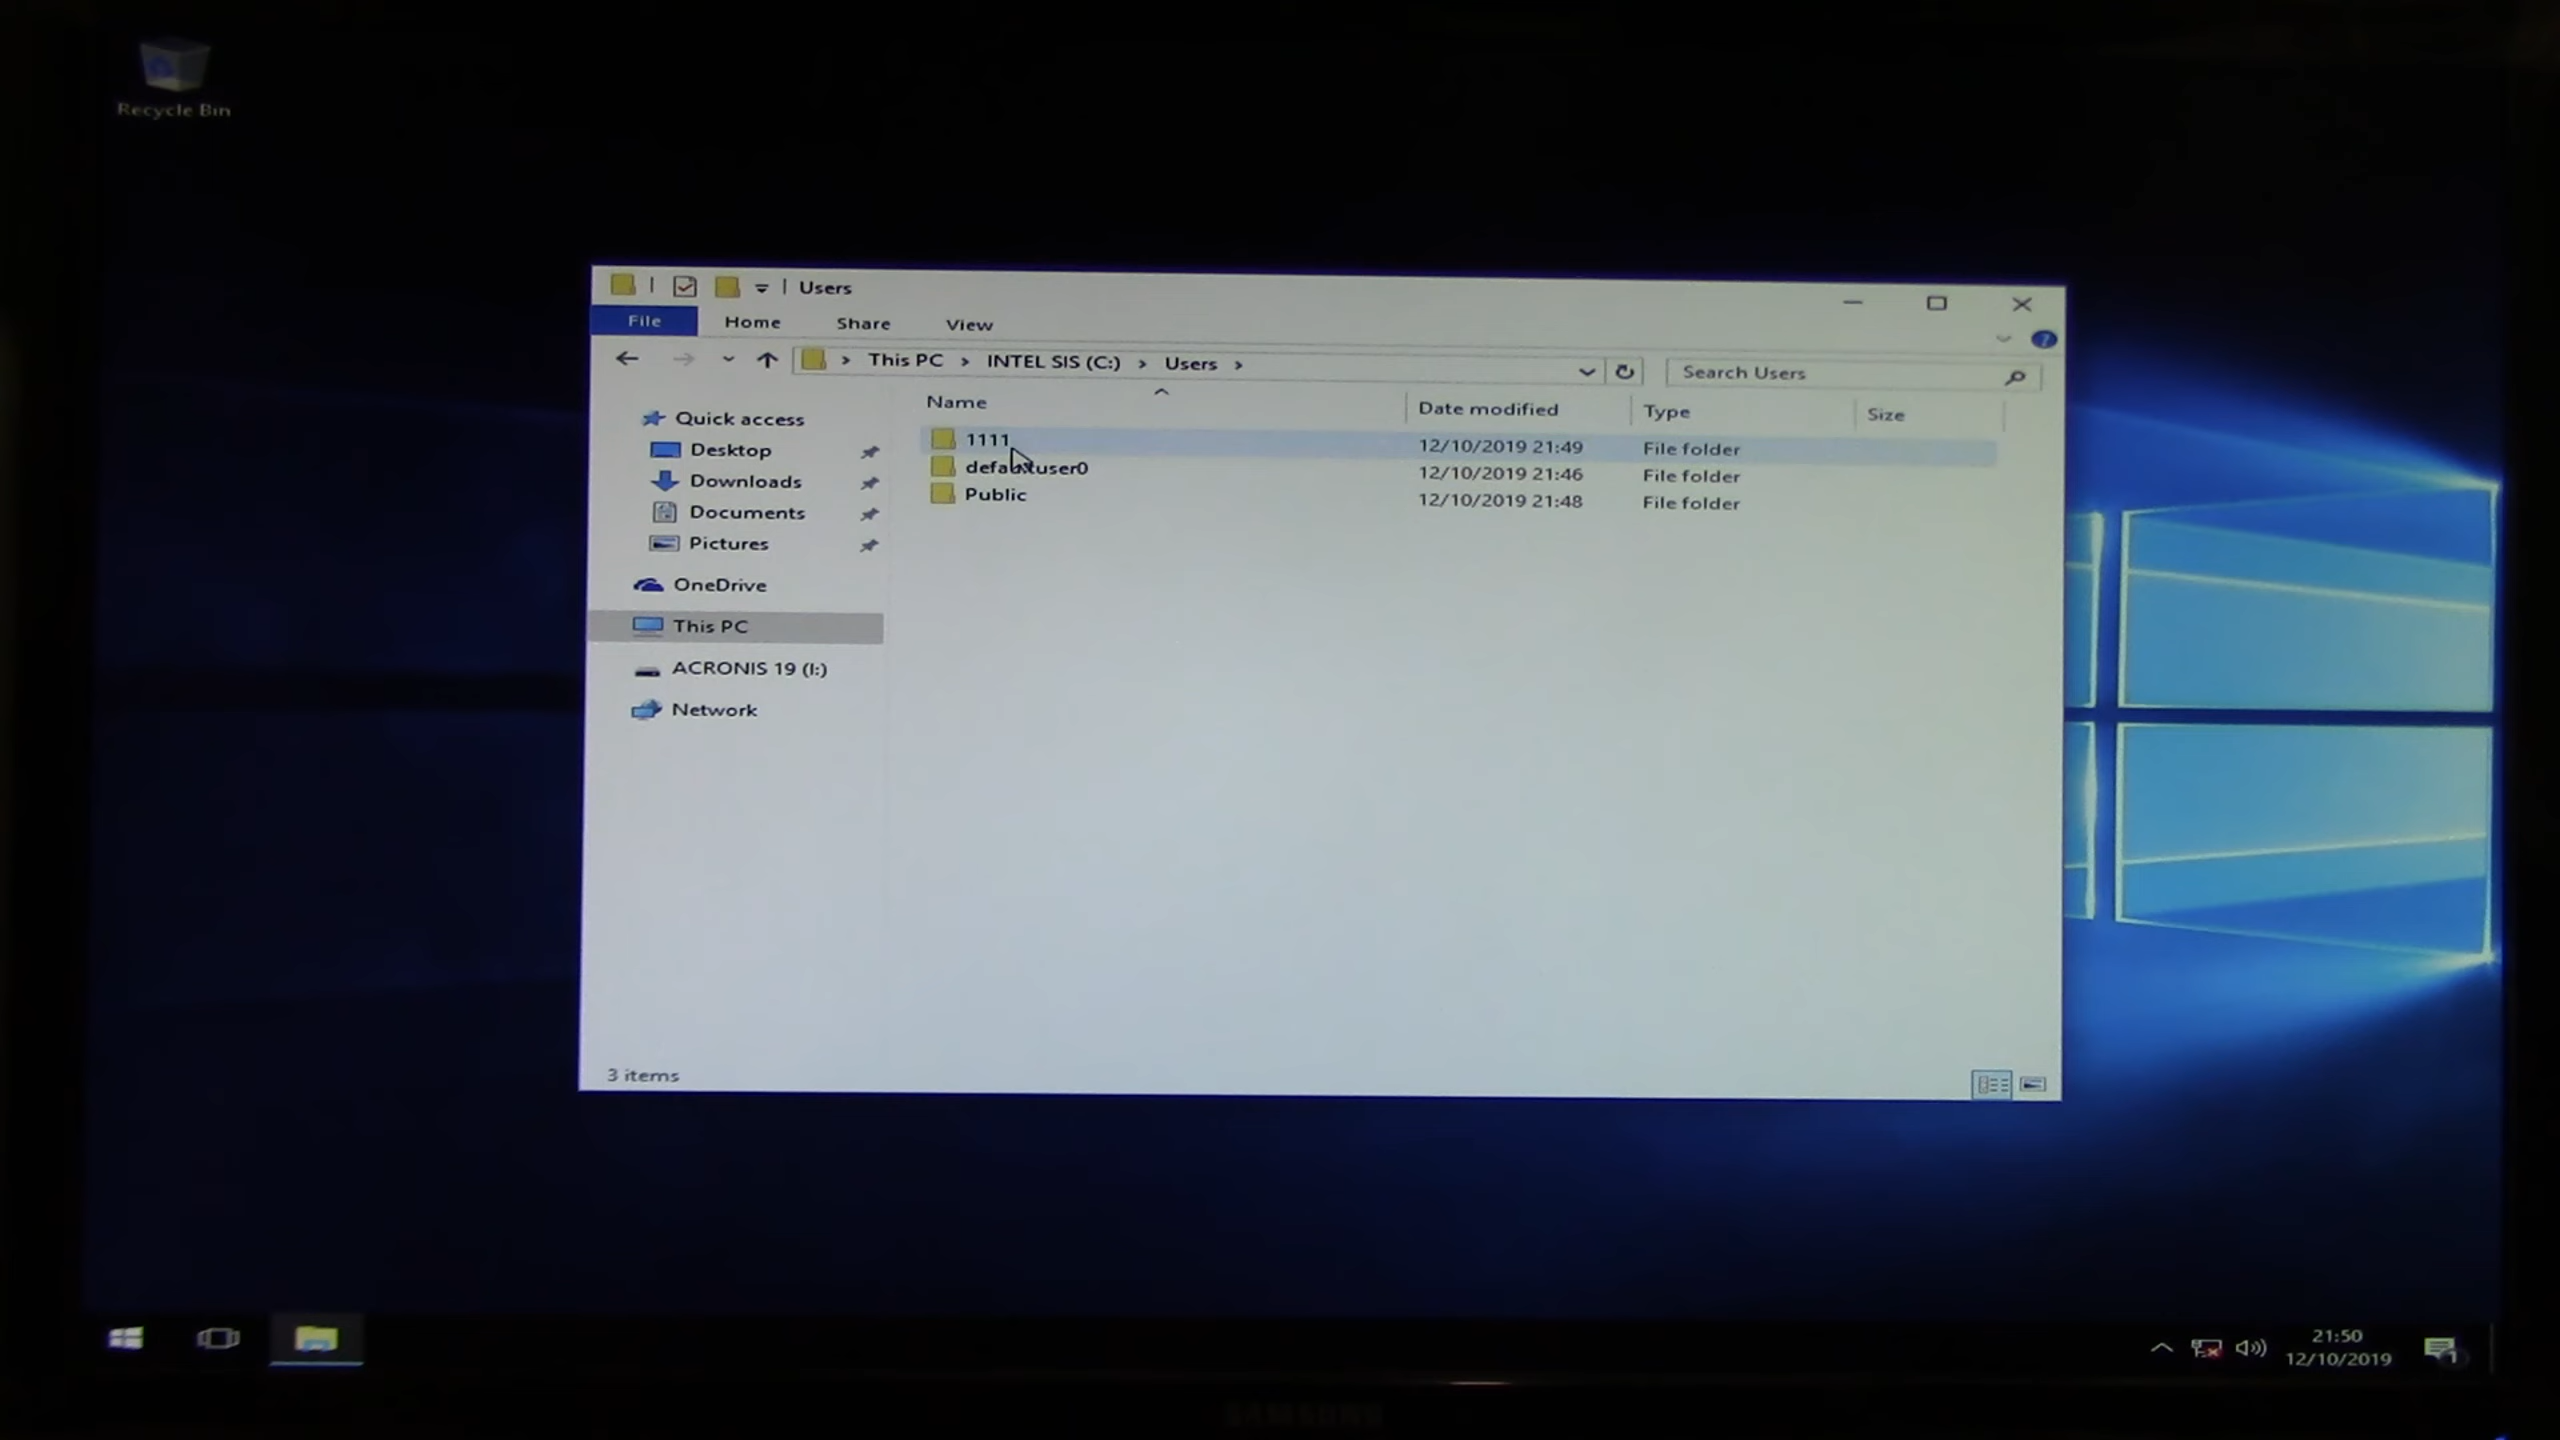 Recycle Bin
Users
File Home Share View
This PC > INTEL SIS (C:) > Users >
Search Users
Name Date modified Type Size
1111 12/10/2019 21:49 File folder
defaultuser0 12/10/2019 21:46 File folder
Public 12/10/2019 21:48 File folder
Quick access
Desktop
Downloads
Documents
Pictures
OneDrive
This PC
ACRONIS 19 (I:)
Network
3 items
21:50
12/10/2019
1
SAMSUNG